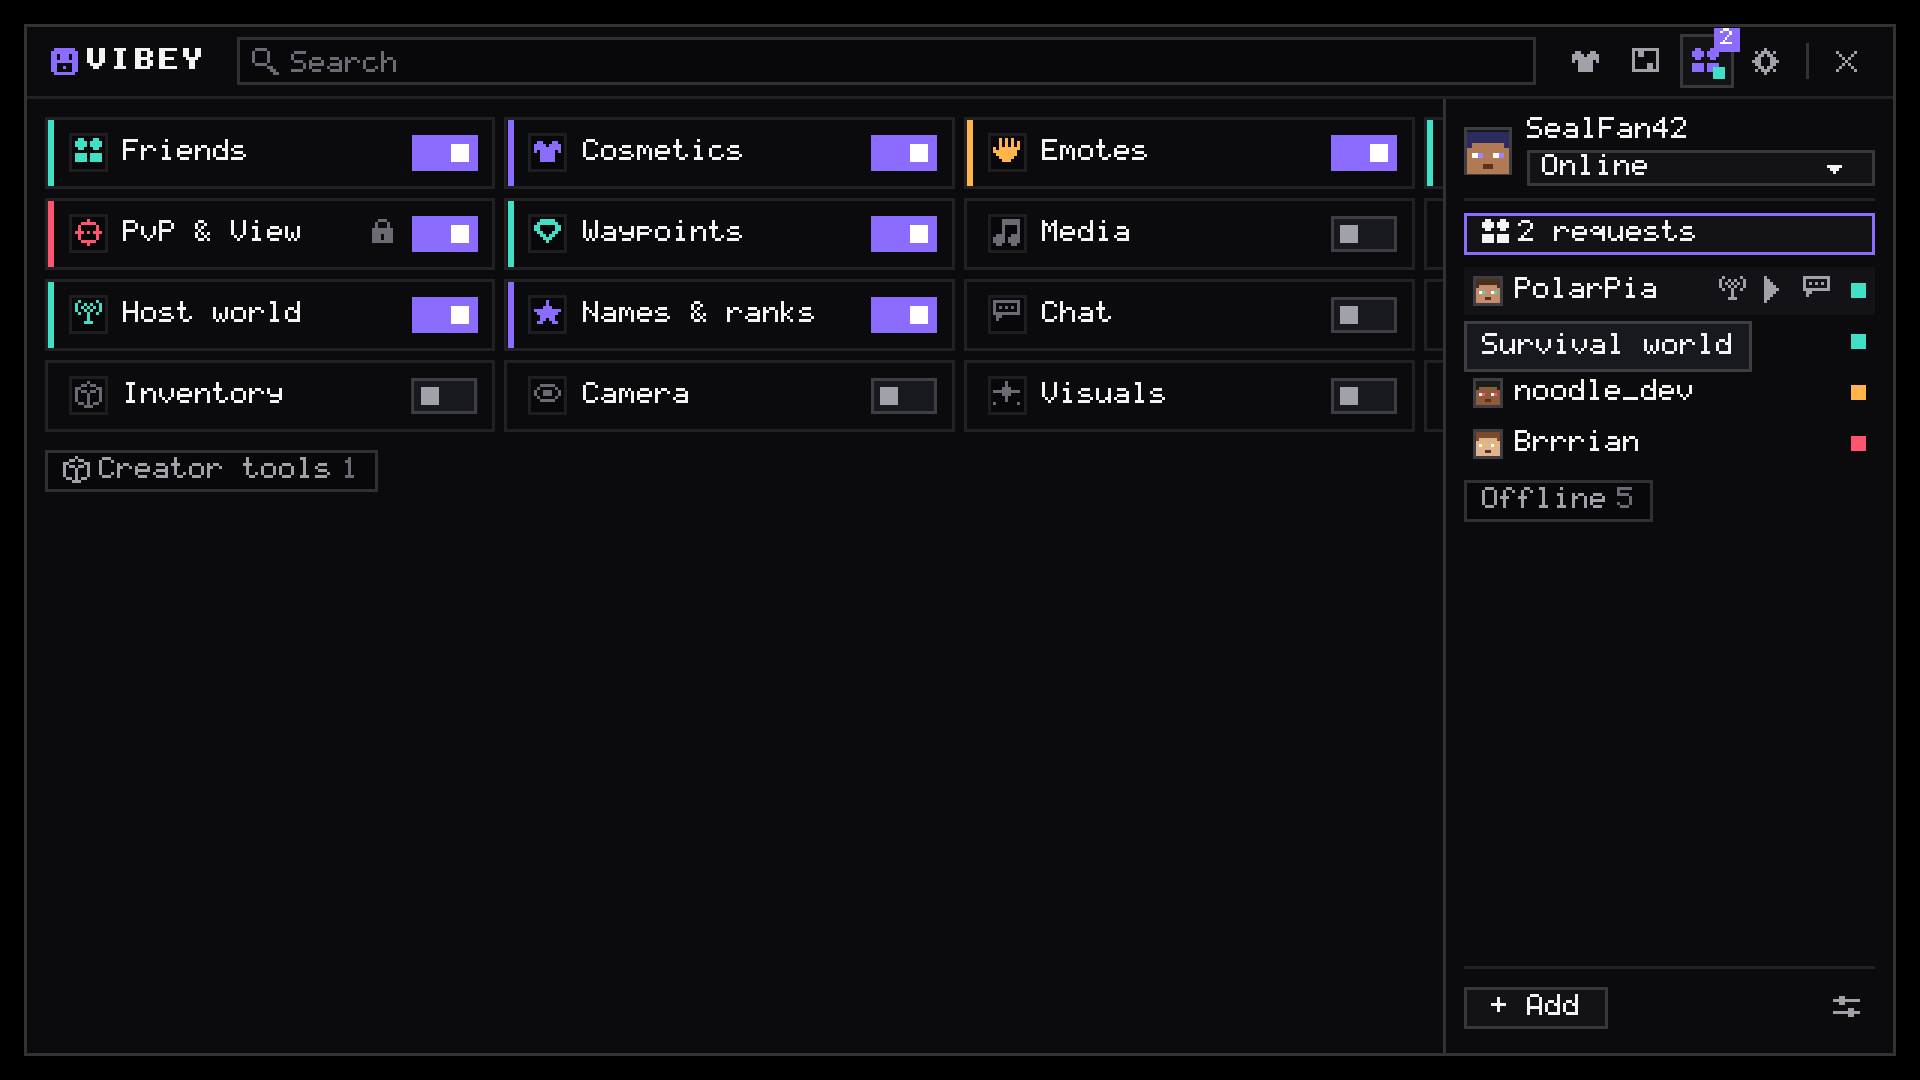 VIBEY
Search
2
Friends
Cosmetics
Emotes
PvP & View
Waypoints
Media
Host world
Names & ranks
Chat
Inventory
Camera
Visuals
Creator tools 1
SealFan42
Online
2 requests
PolarPia
Survival world
noodle_dev
Brrrian
Offline 5
+ Add